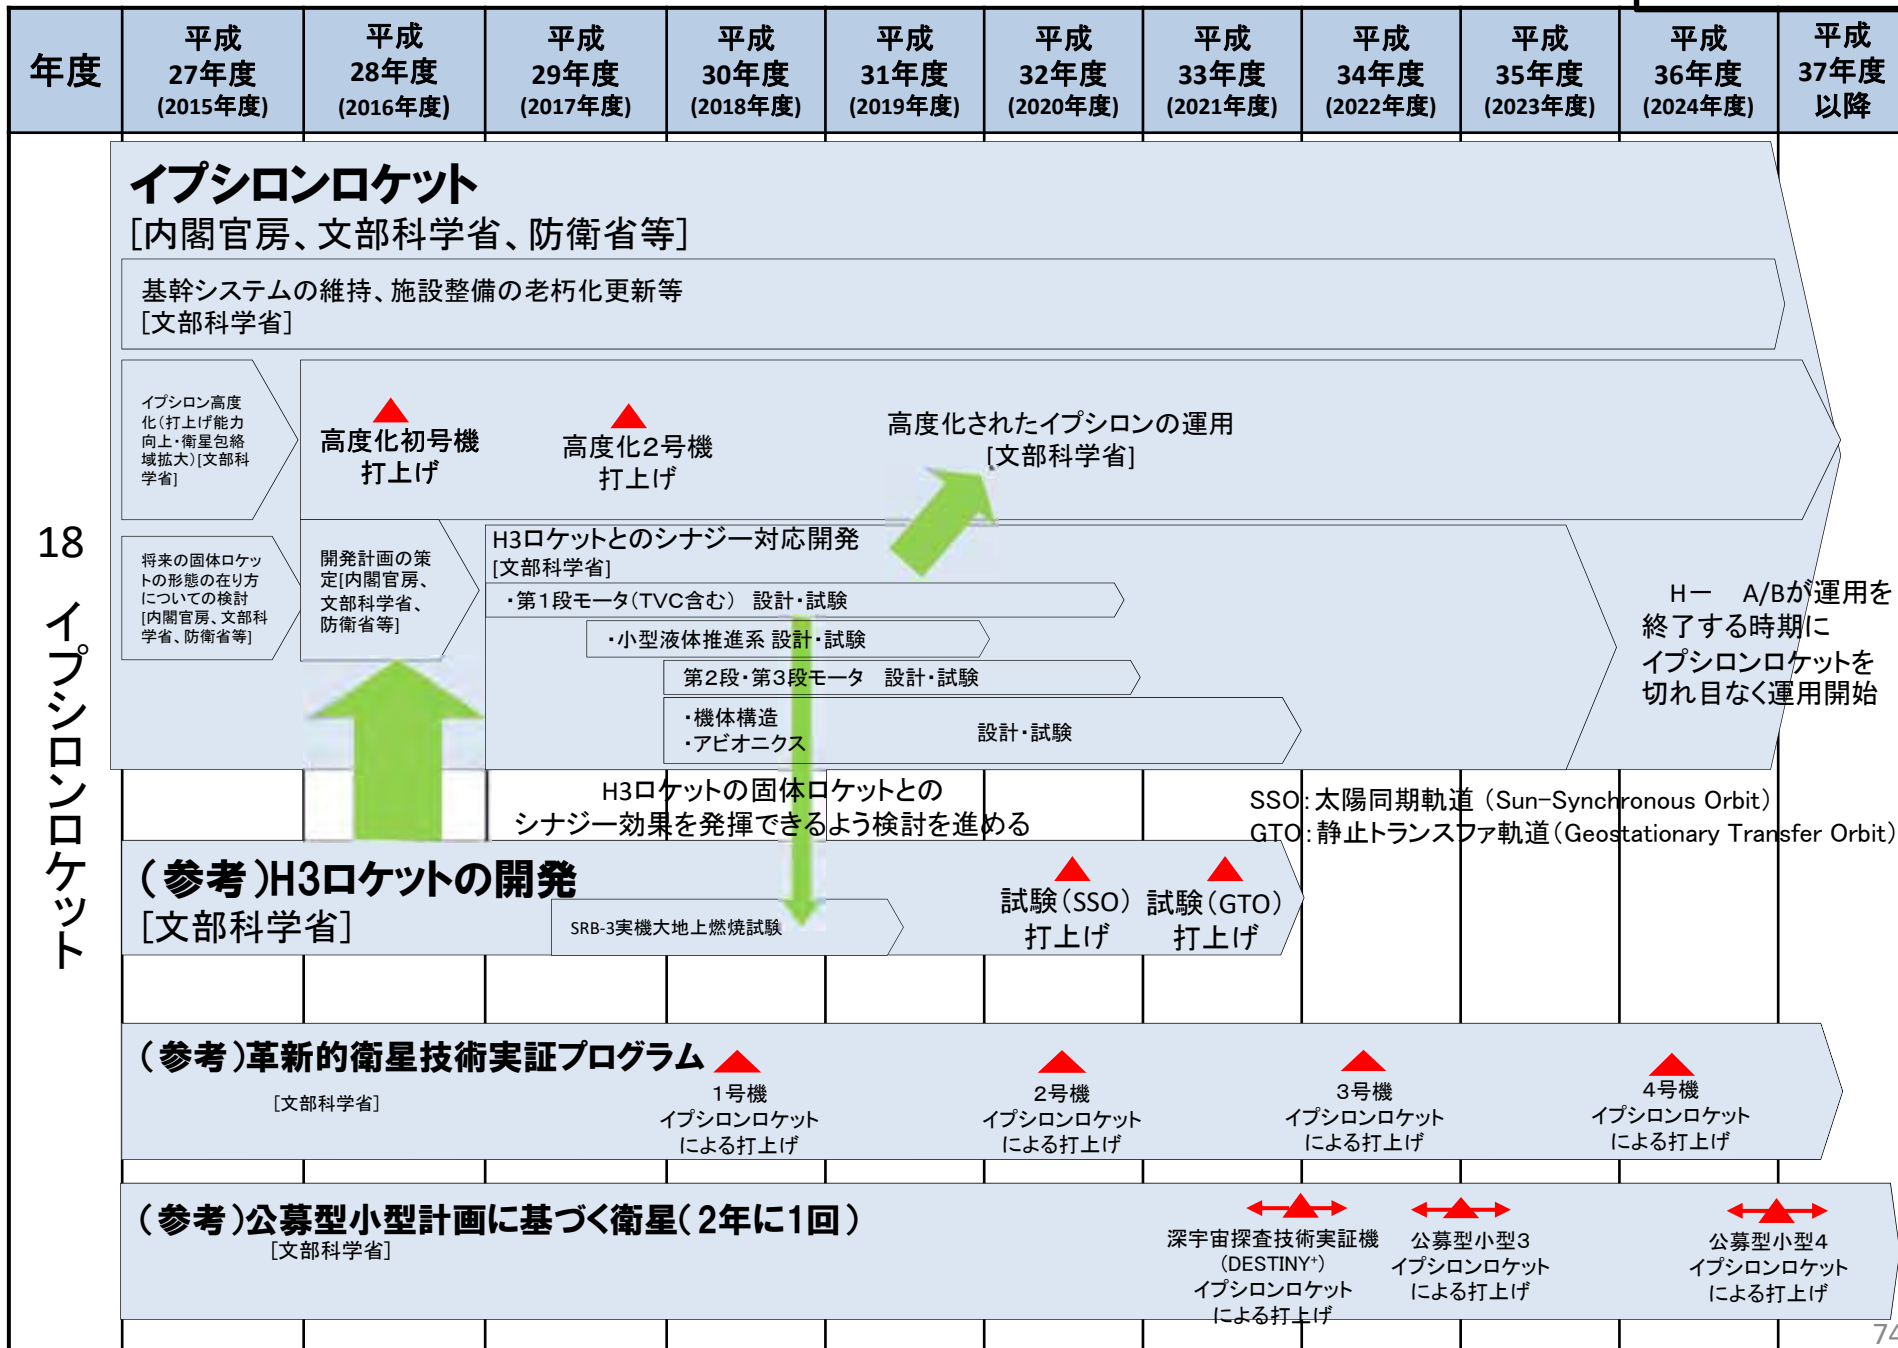 年度
平成
27年度
(2015年度)
平成
28年度
(2016年度)
平成
29年度
(2017年度)
平成
30年度
(2018年度)
平成
31年度
(2019年度)
平成
32年度
(2020年度)
平成
33年度
(2021年度)
平成
34年度
(2022年度)
平成
35年度
(2023年度)
平成
36年度
(2024年度)
平成
37年度
以降
18 イプシロンロケット
イプシロンロケット
[内閣官房、文部科学省、防衛省等]
基幹システムの維持、施設整備の老朽化更新等
[文部科学省]
イプシロン高度
化(打上げ能力
向上・衛星包絡
域拡大)[文部科
学省]
高度化初号機
打上げ
高度化2号機
打上げ
高度化されたイプシロンの運用
[文部科学省]
将来の固体ロケッ
トの形態の在り方
についての検討
[内閣官房、文部科
学省、防衛省等]
開発計画の策
定[内閣官房、
文部科学省、
防衛省等]
H3ロケットとのシナジー対応開発
[文部科学省]
・第1段モータ(TVC含む) 設計・試験
・小型液体推進系 設計・試験
第2段・第3段モータ 設計・試験
・機体構造
・アビオニクス
設計・試験
Hー A/Bが運用を
終了する時期に
イプシロンロケットを
切れ目なく運用開始
H3ロケットの固体ロケットとの
シナジー効果を発揮できるよう検討を進める
SSO:太陽同期軌道 (Sun-Synchronous Orbit)
GTO:静止トランスファ軌道(Geostationary Transfer Orbit)
(参考)H3ロケットの開発
[文部科学省]
SRB-3実機大地上燃焼試験
試験(SSO)
打上げ
試験(GTO)
打上げ
(参考)革新的衛星技術実証プログラム
[文部科学省]
1号機
イプシロンロケット
による打上げ
2号機
イプシロンロケット
による打上げ
3号機
イプシロンロケット
による打上げ
4号機
イプシロンロケット
による打上げ
(参考)公募型小型計画に基づく衛星(2年に1回)
[文部科学省]
深宇宙探査技術実証機
(DESTINY⁺)
イプシロンロケット
による打上げ
公募型小型3
イプシロンロケット
による打上げ
公募型小型4
イプシロンロケット
による打上げ
74